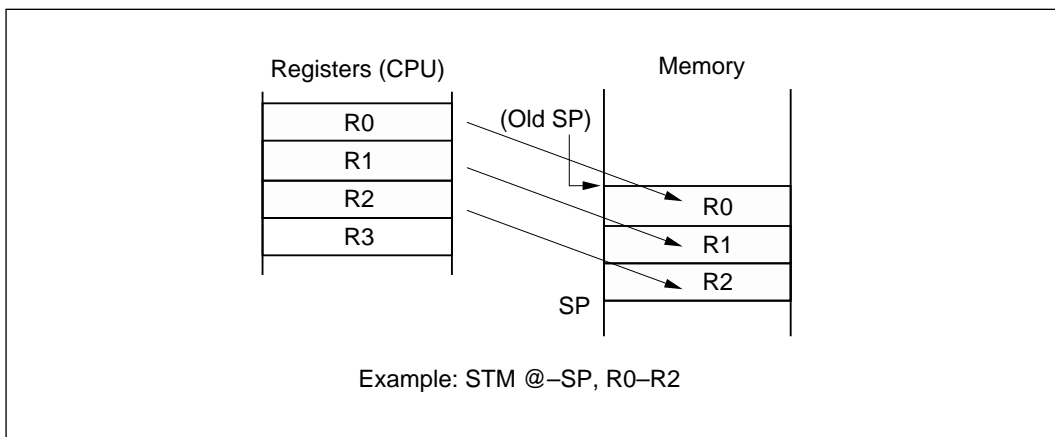 Registers (CPU)
Memory
(Old SP)
R0
R1
R2
R3
R0
R1
R2
SP
Example: STM @–SP, R0–R2